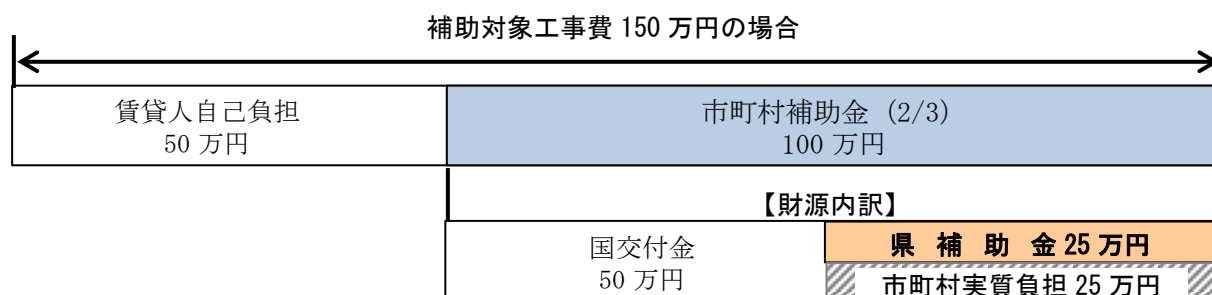 補助対象工事費 150 万円の場合
賃貸人自己負担
50 万円
市町村補助金 (2/3)
100 万円
【財源内訳】
国交付金
50 万円
県 補 助 金 25 万円
市町村実質負担 25 万円